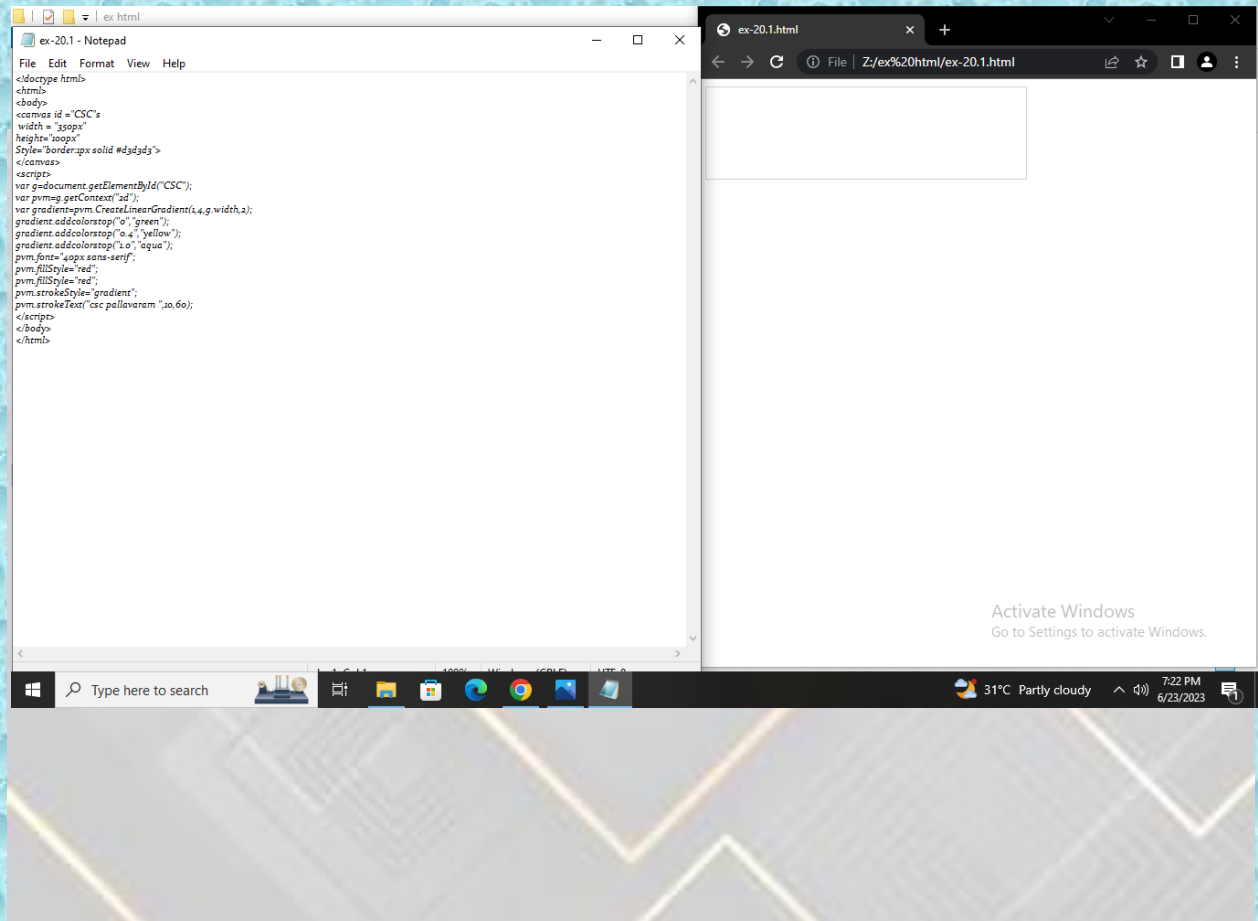 ex html
ex-20.1 - Notepad
File Edit Format View Help
<!doctype html>
<html>
<body>
<canvas id ="CSC"s
width = "350px"
height="100px"
Style="border:1px solid #d3d3d3">
</canvas>
<script>
var g=document.getElementById("CSC");
var pvm=g.getContext("2d");
var gradient=pvm.CreateLinearGradient(1,4,g.width,2);
gradient.addcolorstop("0","green");
gradient.addcolorstop("0.4","yellow");
gradient.addcolorstop("1.0","aqua");
pvm.font="40px sans-serif";
pvm.fillStyle="red";
pvm.fillStyle="red";
pvm.strokeStyle="gradient";
pvm.strokeText("csc pallavaram ",10,60);
</script>
</body>
</html>
ex-20.1.html
File Z:/ex%20html/ex-20.1.html
Activate Windows
Go to Settings to activate Windows.
Type here to search
31°C Partly cloudy
7:22 PM
6/23/2023
1